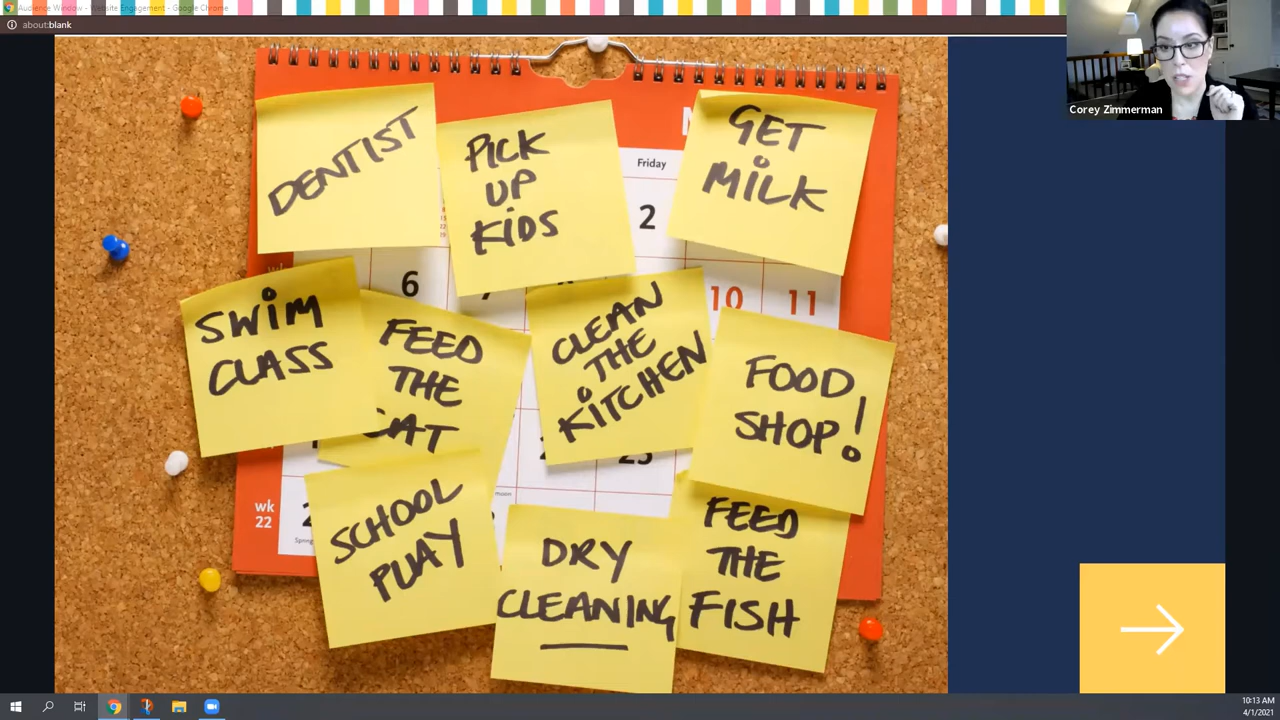 Audience Window - Website Engagement - Google Chrome
about:blank
Corey Zimmerman
DENTIST
PICK
UP
KIDS
GET
MILK
Friday
2
6
10
11
SWIM
CLASS
FEED
THE
CAT
CLEAN
THE
KITCHEN
FOOD
SHOP!
25
wk
22
SCHOOL
PLAY
DRY
CLEANING
FEED
THE
FISH
10:13 AM
4/1/2021